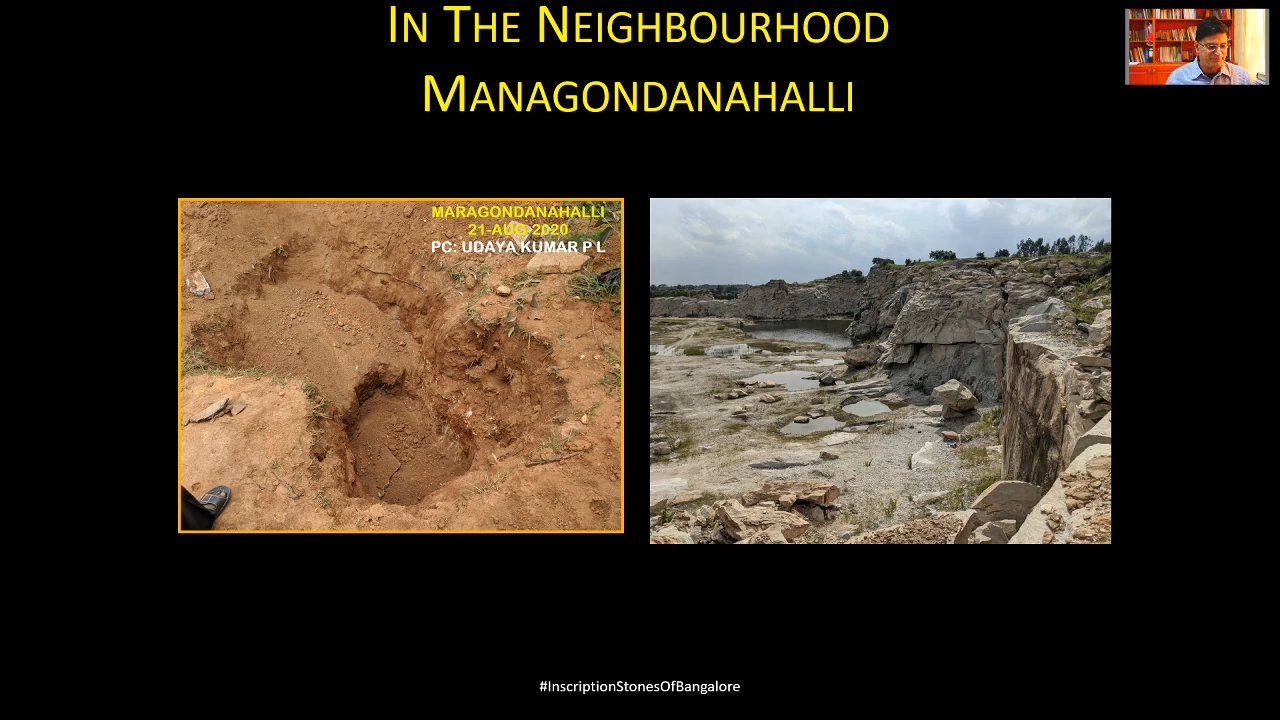 IN THE NEIGHBOURHOOD
MANAGONDANAHALLI
MARAGONDANAHALLI
21-AUG-2020
PC: UDAYA KUMAR P L
#InscriptionStonesOfBangalore